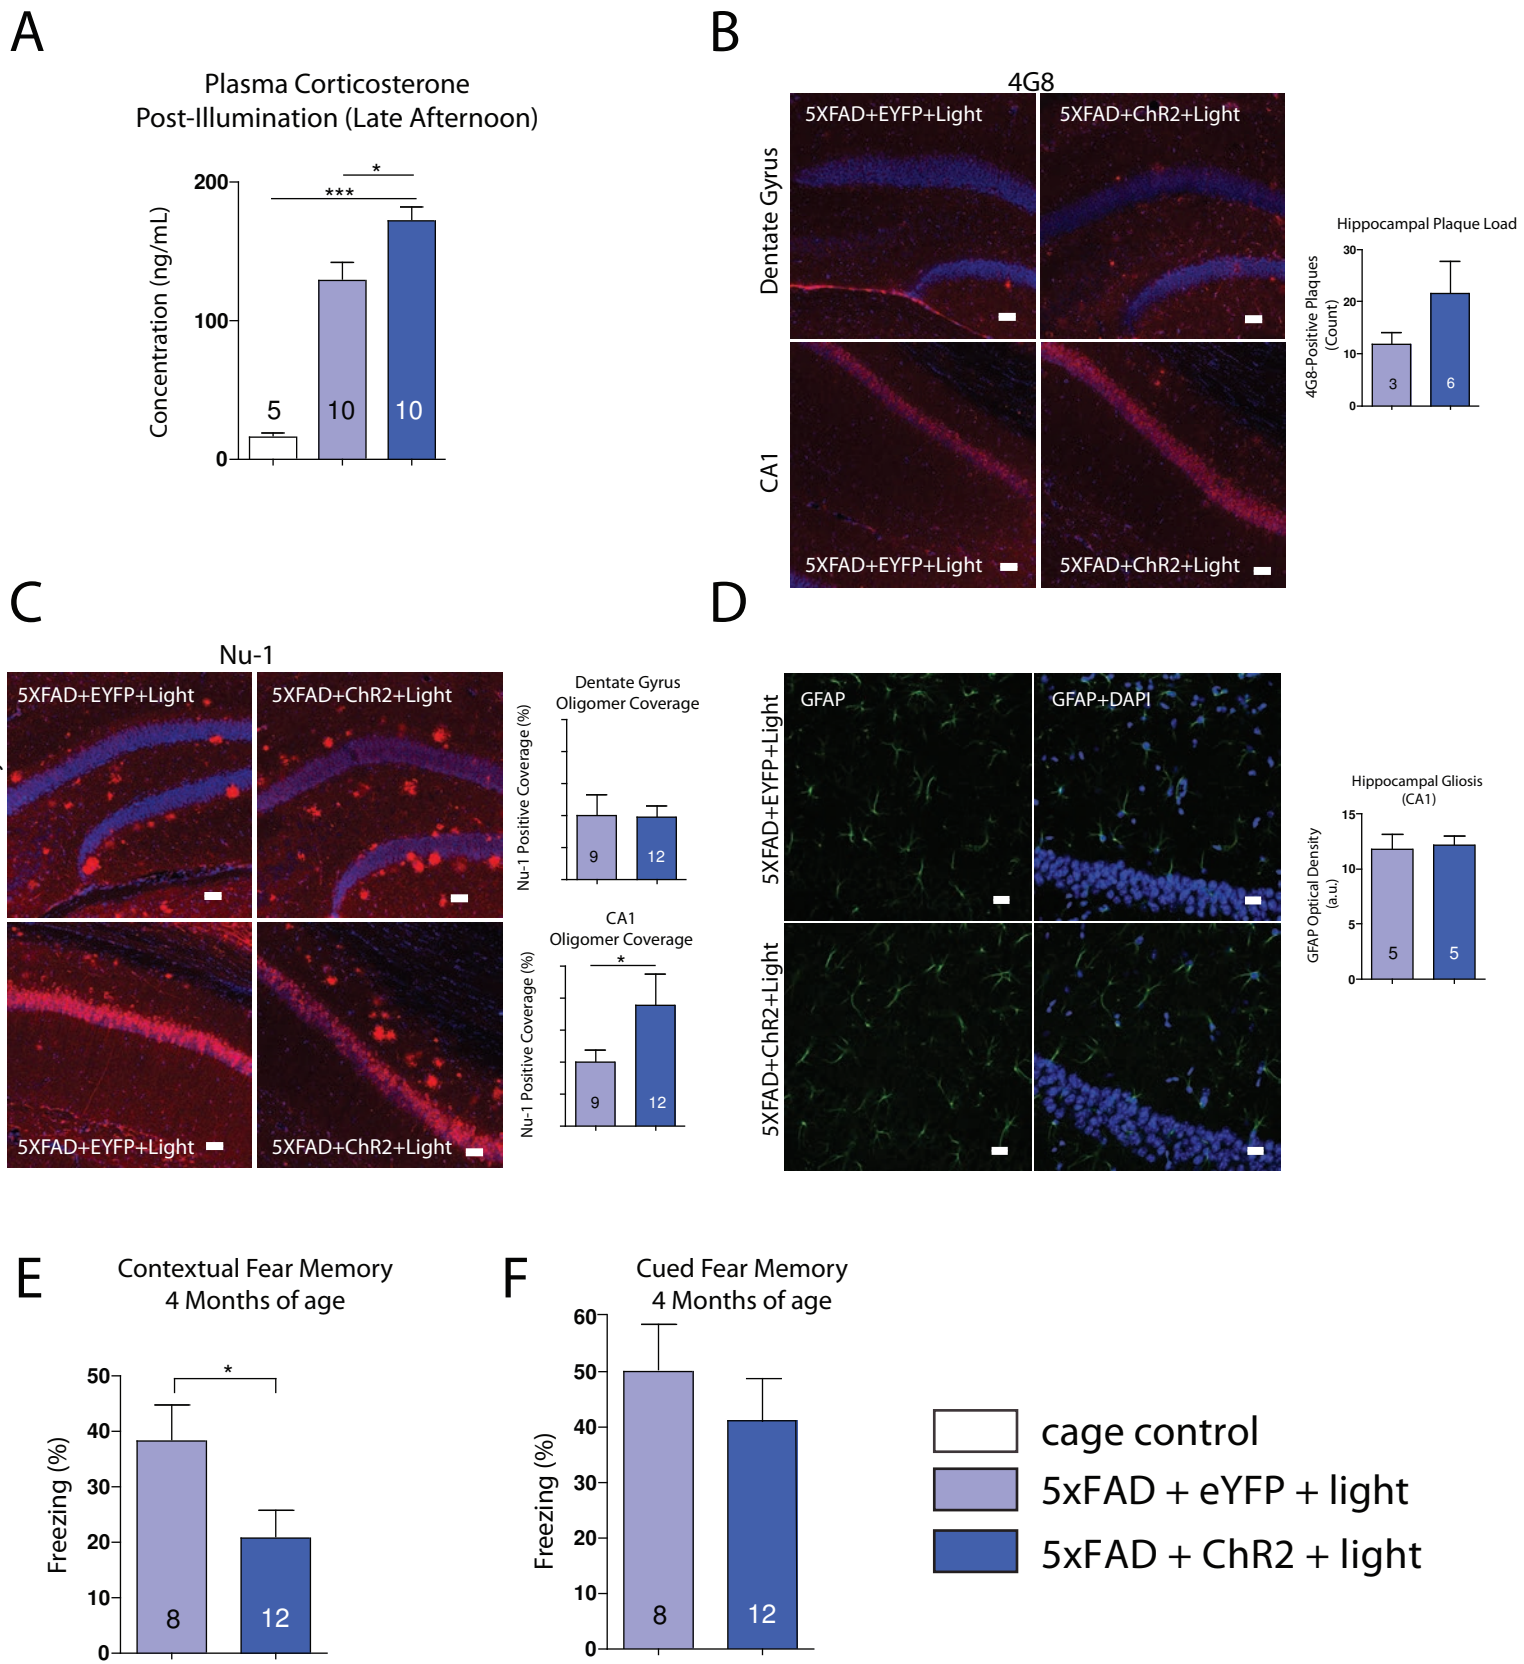 A
Plasma Corticosterone
Post-Illumination (Late Afternoon)
Concentration (ng/mL)
200
100
0
*
***
5
10
10
B
4G8
Dentate Gyrus
CA1
5XFAD+EYFP+Light
5XFAD+ChR2+Light
5XFAD+EYFP+Light
5XFAD+ChR2+Light
Hippocampal Plaque Load
4G8-Positive Plaques
(Count)
30
20
10
0
3
6
C
Nu-1
5XFAD+EYFP+Light
5XFAD+ChR2+Light
5XFAD+EYFP+Light
5XFAD+ChR2+Light
Dentate Gyrus
Oligomer Coverage
Nu-1 Positive Coverage (%)
9
12
CA1
Oligomer Coverage
Nu-1 Positive Coverage (%)
*
9
12
D
5XFAD+EYFP+Light
5XFAD+ChR2+Light
GFAP
GFAP+DAPI
Hippocampal Gliosis
(CA1)
GFAP Optical Density
(a.u.)
15
10
5
0
5
5
E
Contextual Fear Memory
4 Months of age
Freezing (%)
50
40
30
20
10
0
*
8
12
F
Cued Fear Memory
4 Months of age
Freezing (%)
60
50
40
30
20
10
0
8
12
cage control
5xFAD + eYFP + light
5xFAD + ChR2 + light